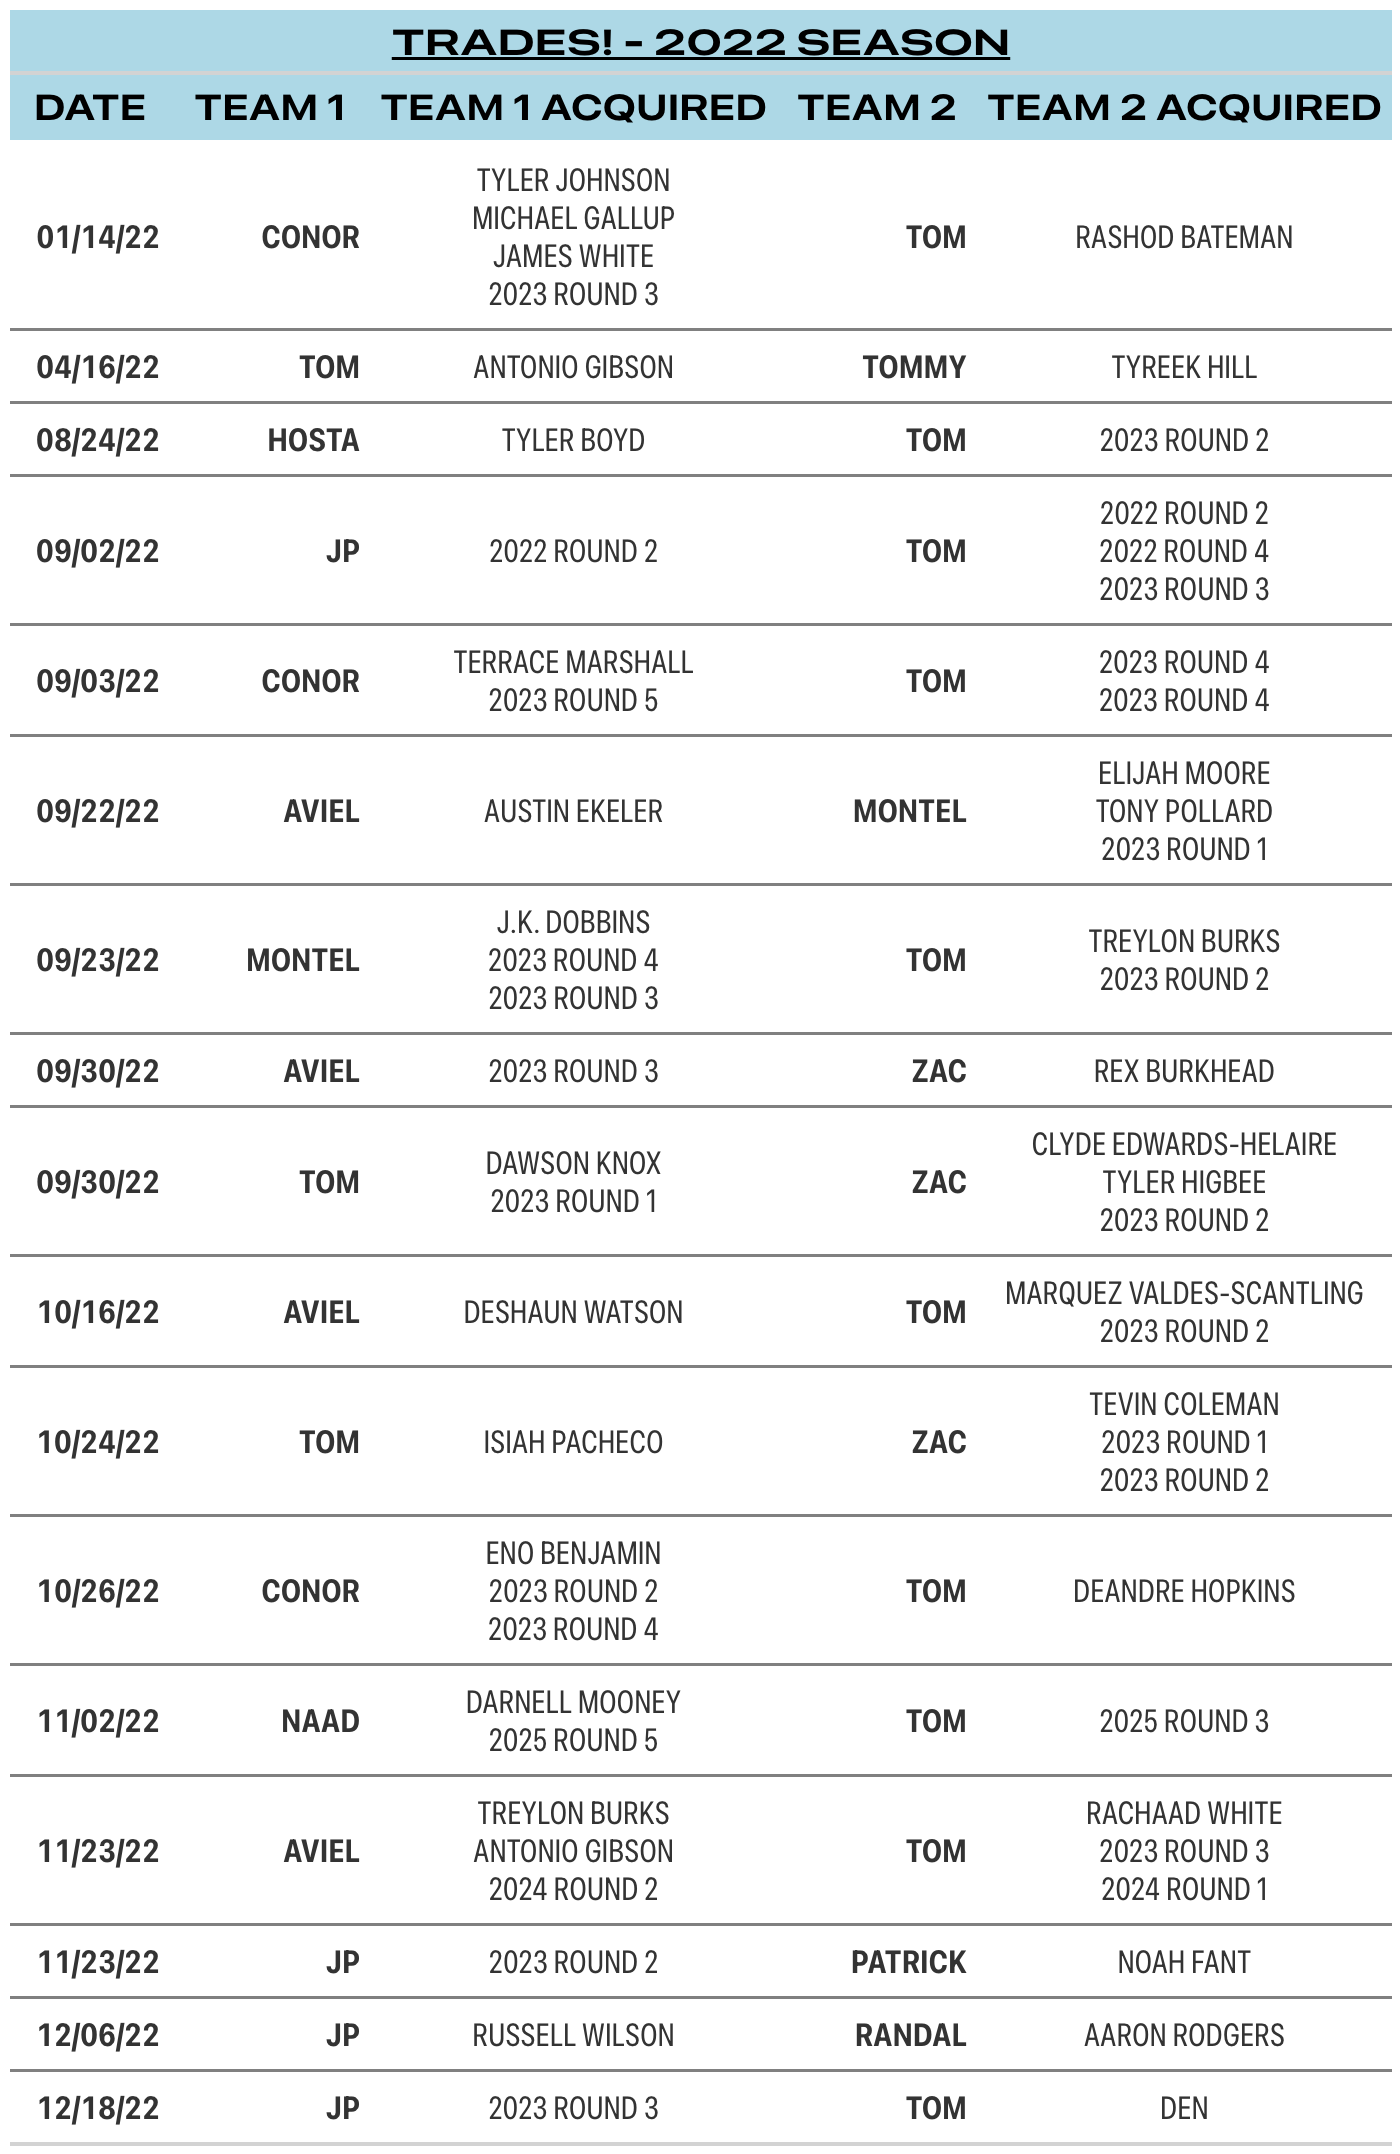 TRADES! - 2022 SEASON
DATE TEAM 1 TEAM 1 ACQUIRED TEAM 2 TEAM 2 ACQUIRED
TYLER JOHNSON
MICHAEL GALLUP
01/14/22 CONOR TOM RASHOD BATEMAN
JAMES WHITE
2023 ROUND 3
04/16/22 TOM ANTONIO GIBSON TOMMY TYREEK HILL
08/24/22 HOSTA TYLER BOYD TOM 2023 ROUND 2
2022 ROUND 2
09/02/22 JP 2022 ROUND 2 TOM 2022 ROUND 4
2023 ROUND 3
TERRACE MARSHALL 2023 ROUND 4
09/03/22 CONOR TOM
2023 ROUND 5 2023 ROUND 4
ELIJAH MOORE
09/22/22 AVIEL AUSTIN EKELER MONTEL TONY POLLARD
2023 ROUND 1
J.K. DOBBINS
TREYLON BURKS
09/23/22 MONTEL 2023 ROUND 4 TOM
2023 ROUND 2
2023 ROUND 3
09/30/22 AVIEL 2023 ROUND 3 ZAC REX BURKHEAD
CLYDE EDWARDS-HELAIRE
DAWSON KNOX
09/30/22 TOM ZAC TYLER HIGBEE
2023 ROUND 1
2023 ROUND 2
MARQUEZ VALDES-SCANTLING
10/16/22 AVIEL DESHAUN WATSON TOM
2023 ROUND 2
TEVIN COLEMAN
10/24/22 TOM ISIAH PACHECO ZAC 2023 ROUND 1
2023 ROUND 2
ENO BENJAMIN
10/26/22 CONOR 2023 ROUND 2 TOM DEANDRE HOPKINS
2023 ROUND 4
DARNELL MOONEY
11/02/22 NAAD TOM 2025 ROUND 3
2025 ROUND 5
TREYLON BURKS RACHAAD WHITE
11/23/22 AVIEL ANTONIO GIBSON TOM 2023 ROUND 3
2024 ROUND 2 2024 ROUND 1
11/23/22 JP 2023 ROUND 2 PATRICK NOAH FANT
12/06/22 JP RUSSELL WILSON RANDAL AARON RODGERS
12/18/22 JP 2023 ROUND 3 TOM DEN